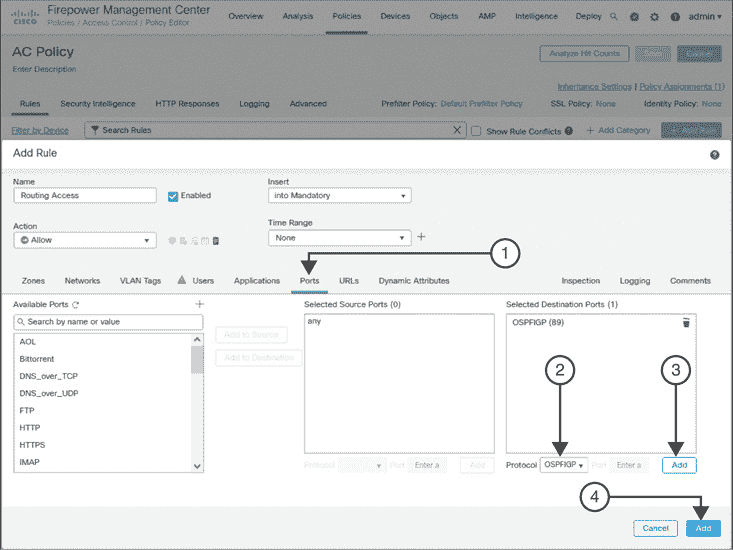 CISCO
Firepower Management Center
Policies / Access Control / Policy Editor
Overview Analysis Policies Devices Objects AMP Intelligence Deploy admin
AC Policy
Enter Description
Analyze Hit Counts Save Cancel
Inheritance Settings | Policy Assignments (1)
Rules Security Intelligence HTTP Responses Logging Advanced Prefilter Policy: Default Prefilter Policy SSL Policy: None Identity Policy: None
Filter by Device Search Rules Show Rule Conflicts + Add Category
Add Rule
Name Insert
Routing Access Enabled into Mandatory
Action Time Range
Allow None
1
Zones Networks VLAN Tags Users Applications Ports URLs Dynamic Attributes Inspection Logging Comments
Available Ports Selected Source Ports (0) Selected Destination Ports (1)
Search by name or value Add to Source any OSPFIGP (89)
AOL
Bittorrent Add to Destination
2 3
DNS_over_TCP
DNS_over_UDP
FTP
HTTP
HTTPS
IMAP
Protocol Port Enter a Add Protocol OSPFIGP Port Enter a Add
4
Cancel Add